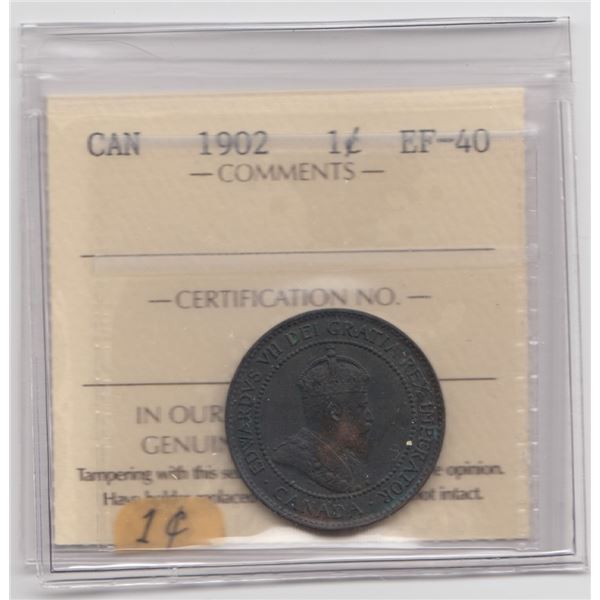 CAN 1902 1¢ EF-40
— COMMENTS —
— CERTIFICATION NO. —
EDWARDVS VII DEI GRATIA REX IMPERATOR
CANADA
IN OUR
GENUIN
Tampering with this se e opinion.
Have holder replaced not intact.
1¢